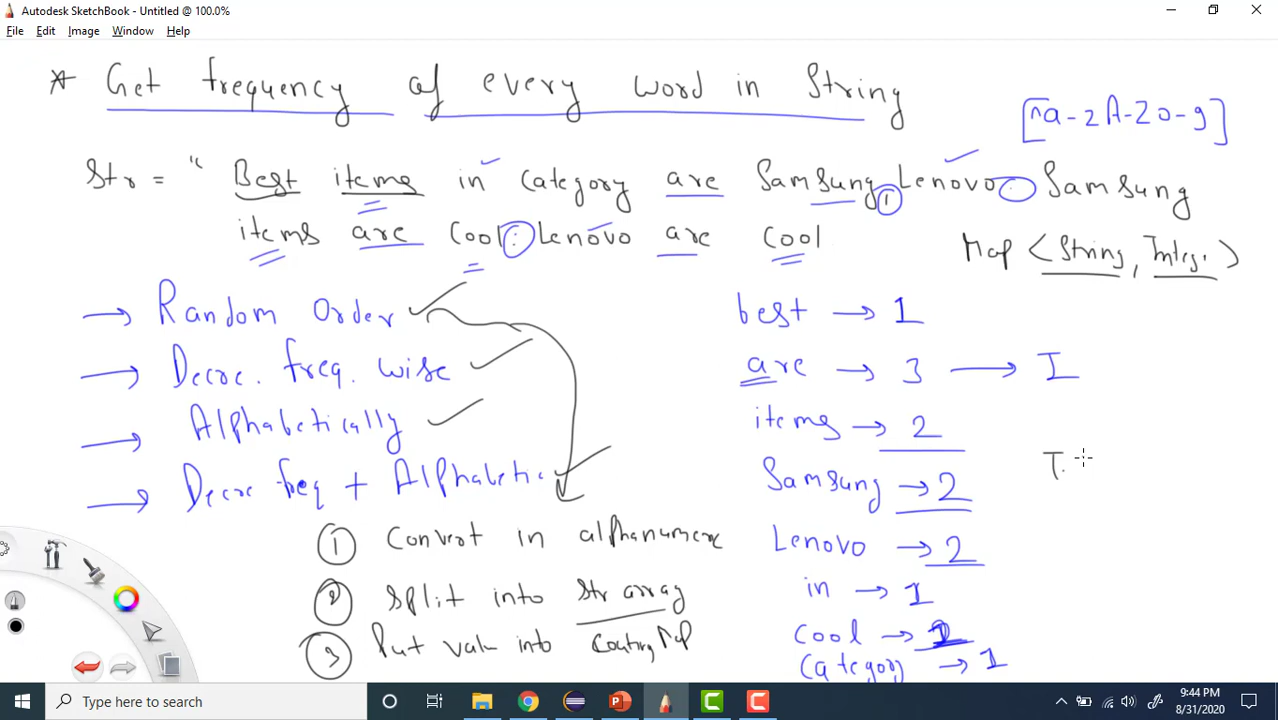 Autodesk SketchBook - Untitled @ 100.0%
File Edit Image Window Help
* Get frequency of every word in String
[^a-zA-Z0-9]
Str = " Best items in Category are Samsung, Lenovo. Samsung
items are Cool: Lenovo are Cool
Map <String, Integ.>
→ Random Order
→ Decre. freq. wise
→ Alphabetically
→ Decre freq + Alphabetic
best → 1
are → 3 → I
items → 2
T.
Samsung → 2
Lenovo → 2
in → 1
Cool →
Category → 1
① Convert in alphanumeric
② Split into Str array
③ Put value into Map
Type here to search
9:44 PM
8/31/2020